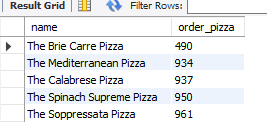 Result Grid Filter Rows:
name order_pizza
The Brie Carre Pizza 490
The Mediterranean Pizza 934
The Calabrese Pizza 937
The Spinach Supreme Pizza 950
The Soppressata Pizza 961